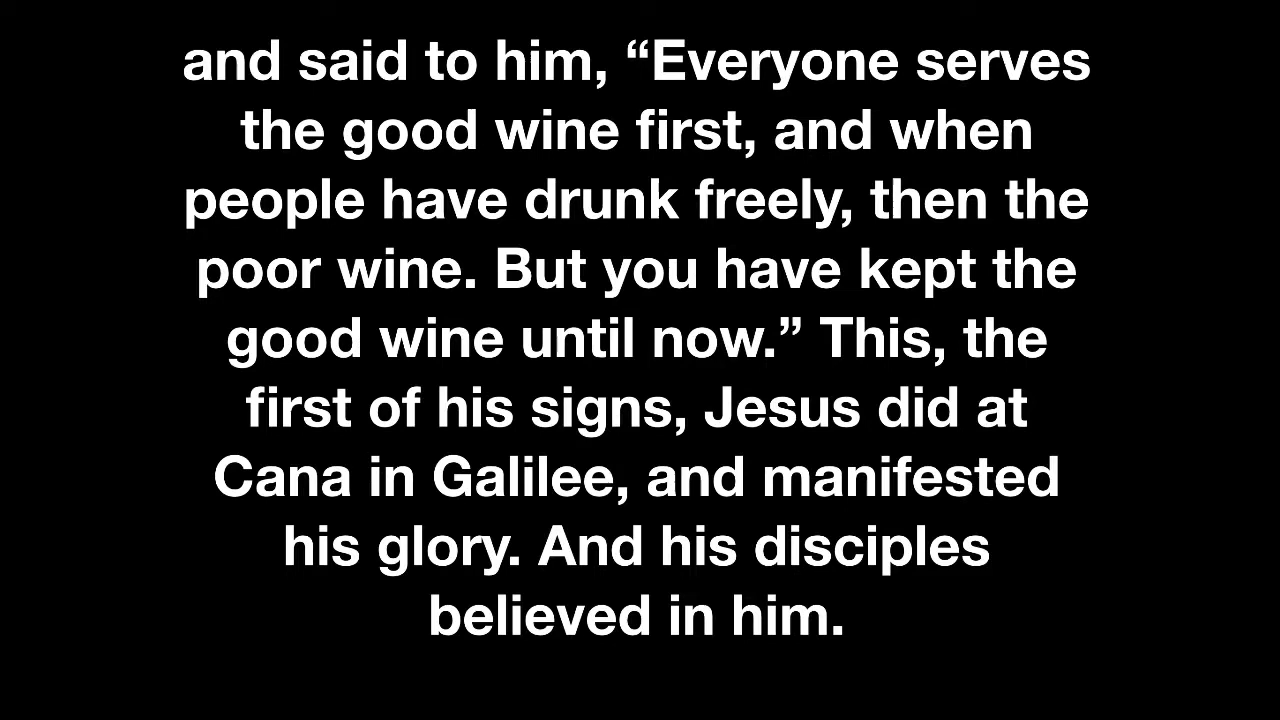 and said to him, “Everyone serves
the good wine first, and when
people have drunk freely, then the
poor wine. But you have kept the
good wine until now.” This, the
first of his signs, Jesus did at
Cana in Galilee, and manifested
his glory. And his disciples
believed in him.